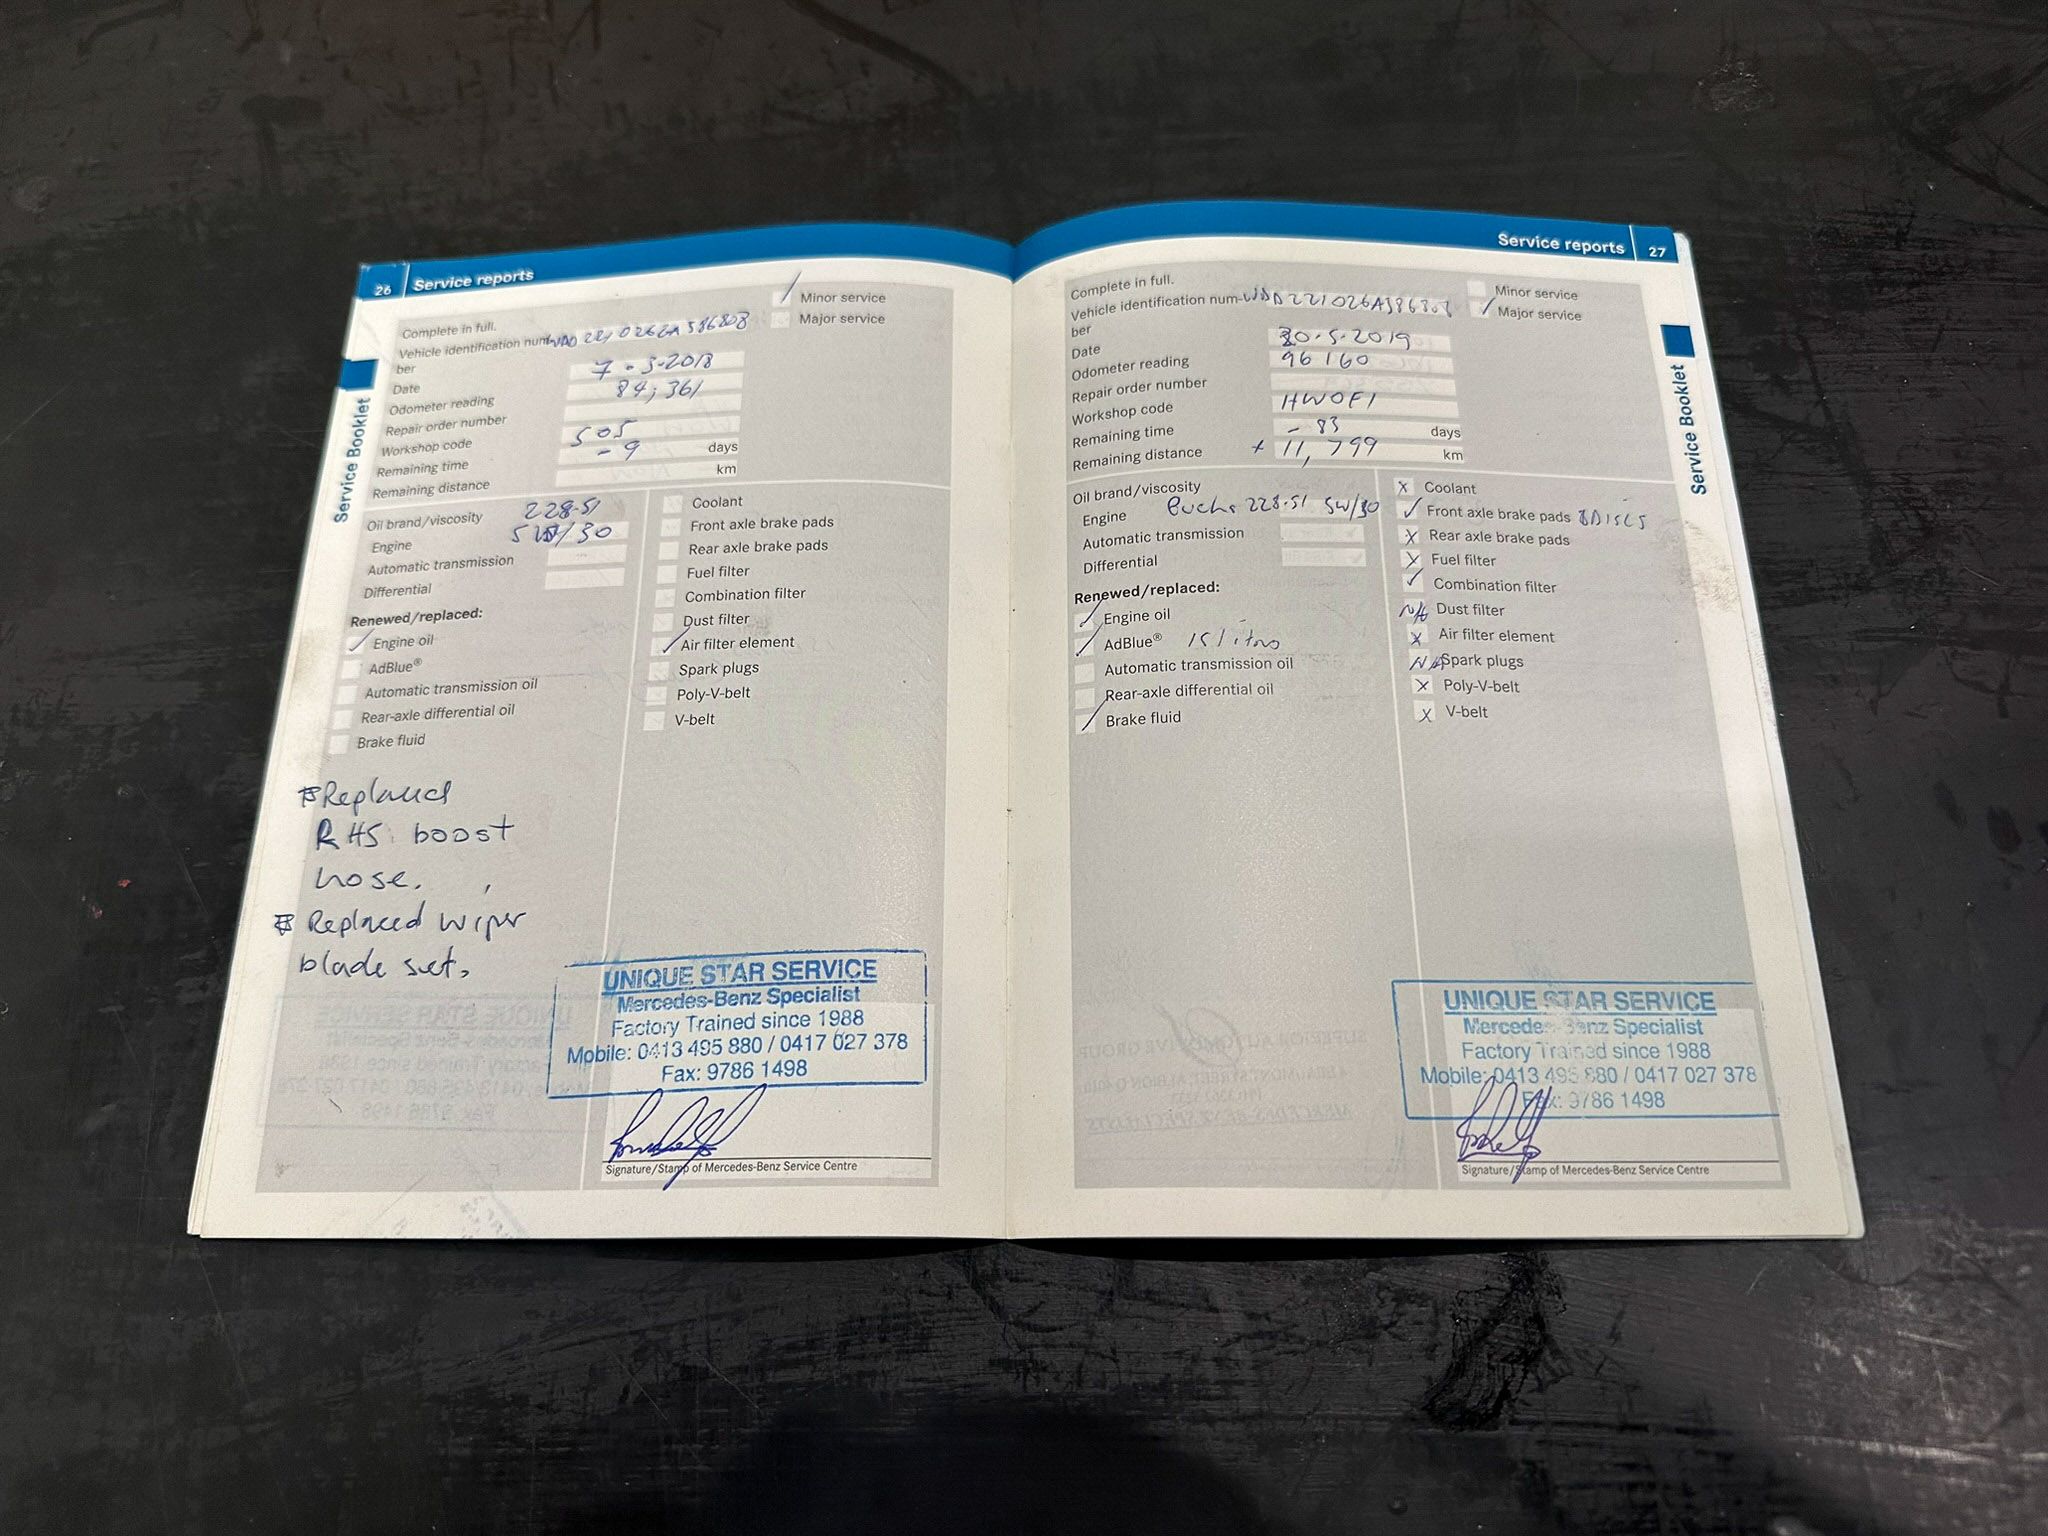 26 Service reports
Minor service
Major service
Complete in full.
Vehicle identification num-
ber
Date 7-3-2018
Odometer reading 84,361
Repair order number
Workshop code 505
Remaining time -9 days
Remaining distance km
Service Booklet
Oil brand/viscosity 228.51
Engine 5W/30
Automatic transmission
Differential
Renewed/replaced:
Engine oil
AdBlue®
Automatic transmission oil
Rear-axle differential oil
Brake fluid
Coolant
Front axle brake pads
Rear axle brake pads
Fuel filter
Combination filter
Dust filter
Air filter element
Spark plugs
Poly-V-belt
V-belt
Replaced
RHS boost
hose.
Replaced wiper
blade set.
UNIQUE STAR SERVICE
Mercedes-Benz Specialist
Factory Trained since 1988
Mobile: 0413 495 880 / 0417 027 378
Fax: 9786 1498
Signature/Stamp of Mercedes-Benz Service Centre
Service reports 27
Minor service
Major service
Complete in full.
Vehicle identification num-
ber
Date 30.5.2019
Odometer reading 96160
Repair order number
Workshop code HWOF1
Remaining time - 83 days
Remaining distance + 11,799 km
Service Booklet
Oil brand/viscosity
Engine 228.51 5W/30
Automatic transmission
Differential
Renewed/replaced:
Engine oil
AdBlue® 15 litres
Automatic transmission oil
Rear-axle differential oil
Brake fluid
X Coolant
Front axle brake pads & DISCS
X Rear axle brake pads
X Fuel filter
Combination filter
N/A Dust filter
X Air filter element
N/A Spark plugs
X Poly-V-belt
X V-belt
UNIQUE STAR SERVICE
Mercedes-Benz Specialist
Factory Trained since 1988
Mobile: 0413 495 880 / 0417 027 378
Fax: 9786 1498
Signature/Stamp of Mercedes-Benz Service Centre